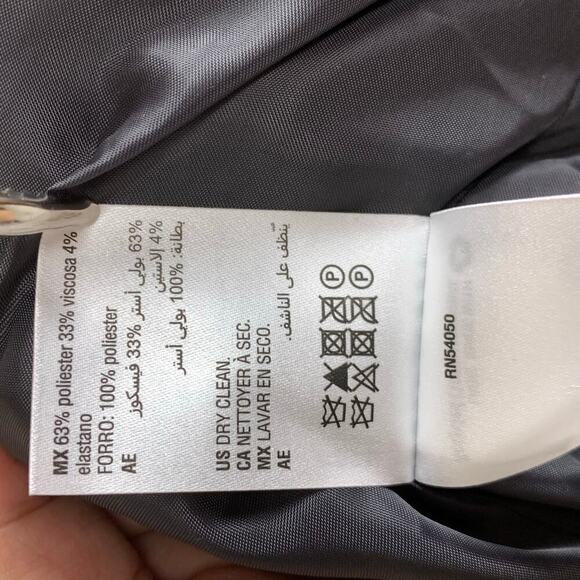 MX 63% poliester 33% viscosa 4%
elastano
FORRO: 100% poliester
AE
63% بولي أستر 33% فيسكوز
4% إلاستين
بطانة: 100% بولي أستر
US DRY CLEAN.
CA NETTOYER À SEC.
MX LAVAR EN SECO.
AE
ينظف على الناشف.
P P
RN54050